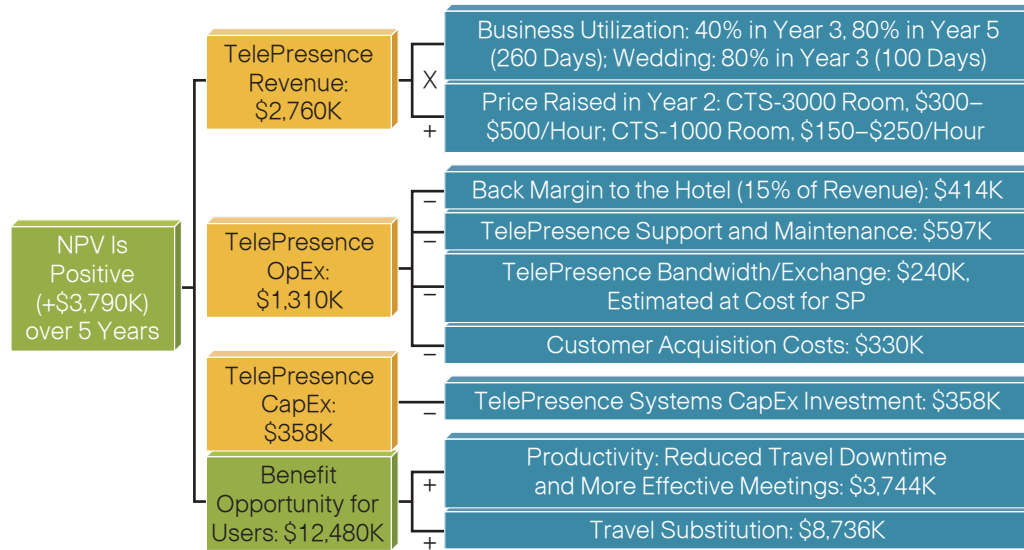 NPV Is
Positive
(+$3,790K)
over 5 Years
TelePresence
Revenue:
$2,760K
X
+
Business Utilization: 40% in Year 3, 80% in Year 5
(260 Days); Wedding: 80% in Year 3 (100 Days)
Price Raised in Year 2: CTS-3000 Room, $300–
$500/Hour; CTS-1000 Room, $150–$250/Hour
TelePresence
OpEx:
$1,310K
–
Back Margin to the Hotel (15% of Revenue): $414K
–
TelePresence Support and Maintenance: $597K
–
TelePresence Bandwidth/Exchange: $240K,
Estimated at Cost for SP
–
Customer Acquisition Costs: $330K
TelePresence
CapEx:
$358K
–
TelePresence Systems CapEx Investment: $358K
Benefit
Opportunity for
Users: $12,480K
+
Productivity: Reduced Travel Downtime
and More Effective Meetings: $3,744K
+
Travel Substitution: $8,736K